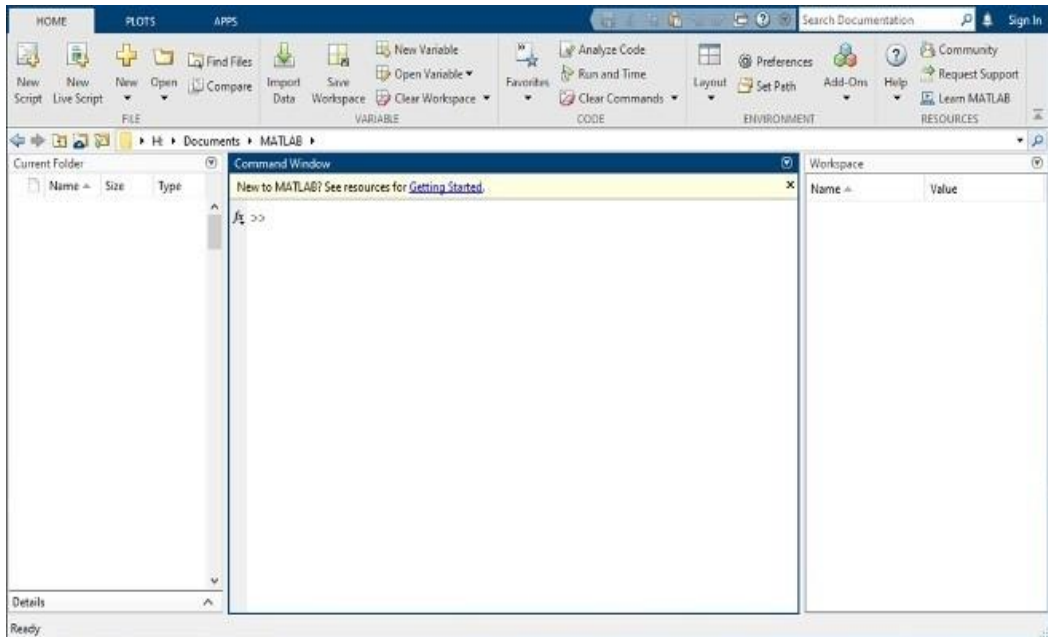 HOME PLOTS APPS
Search Documentation Sign In
New Script
New Live Script
New
Open
Find Files
Compare
Import Data
Save Workspace
New Variable
Open Variable
Clear Workspace
Favorites
Analyze Code
Run and Time
Clear Commands
Layout
Preferences
Set Path
Add-Ons
Help
Community
Request Support
Learn MATLAB
FILE VARIABLE CODE ENVIRONMENT RESOURCES
H: Documents MATLAB
Current Folder
Name Size Type
Command Window
New to MATLAB? See resources for Getting Started.
fx >>
Workspace
Name Value
Details
Ready